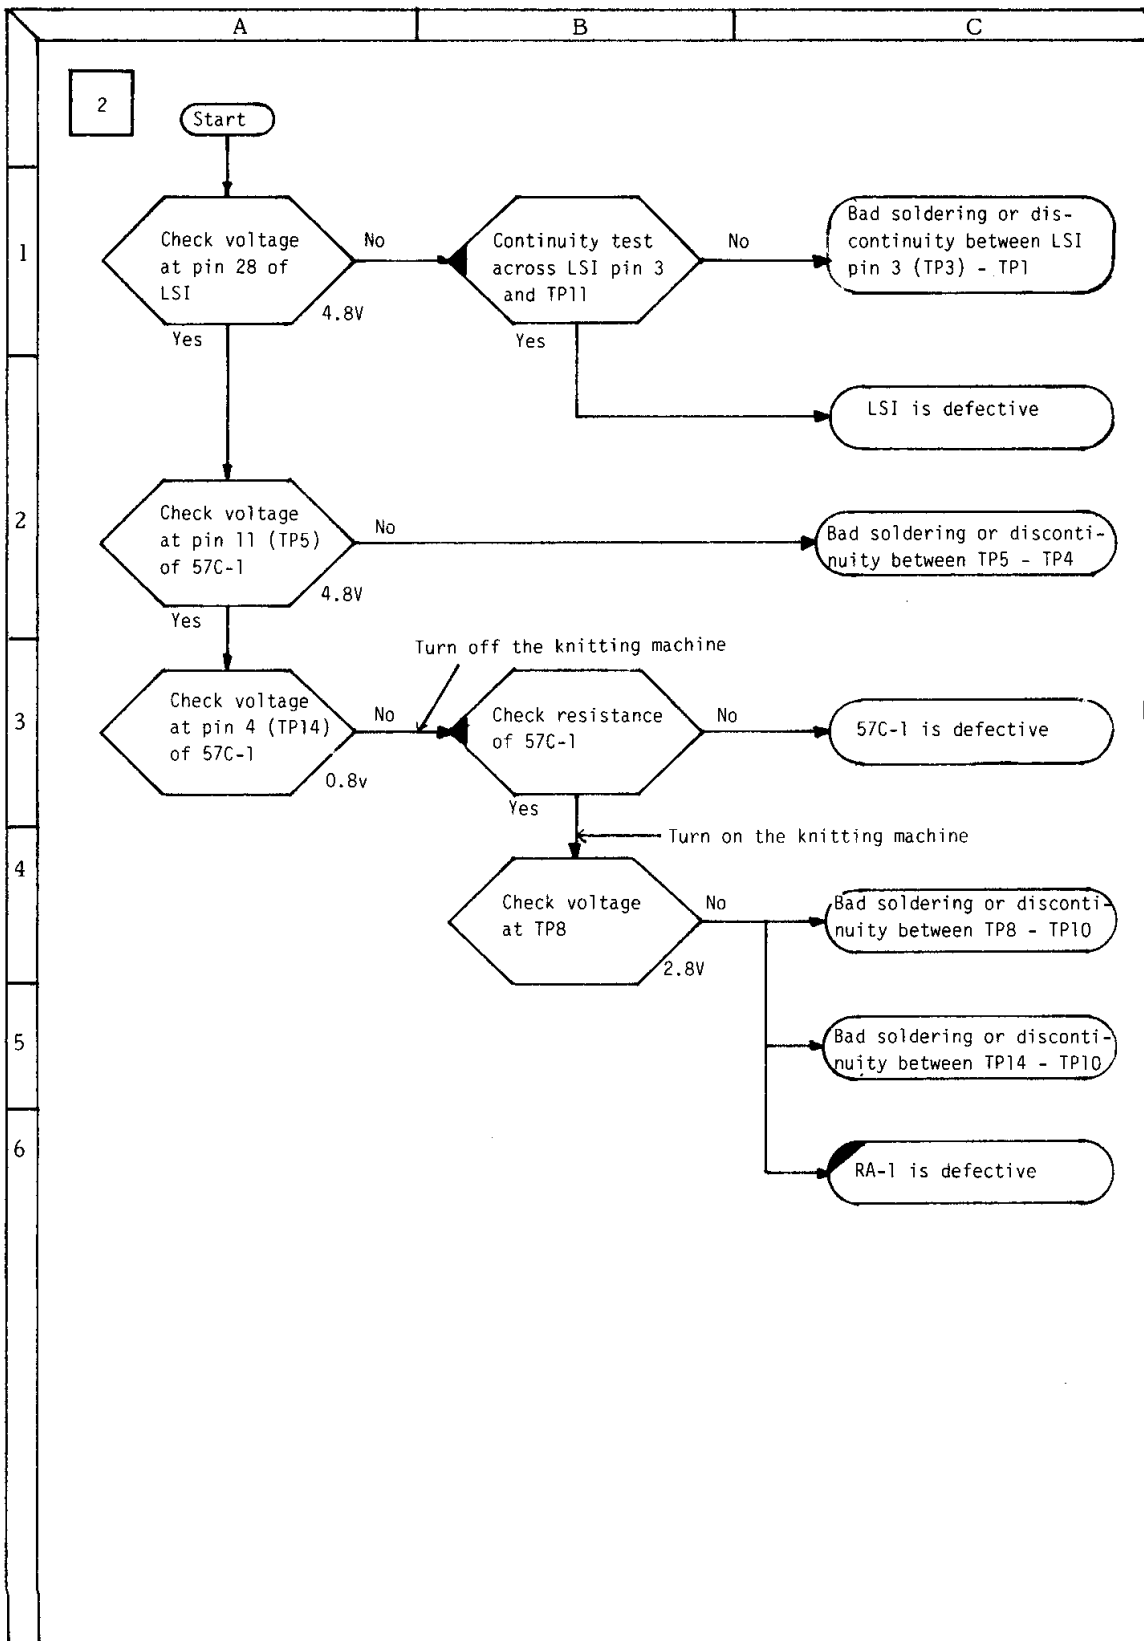 A B C
2
Start
1
Check voltage
at pin 28 of
LSI
4.8V
No
Yes
Continuity test
across LSI pin 3
and TP11
No
Yes
Bad soldering or dis-
continuity between LSI
pin 3 (TP3) - TP1
LSI is defective
2
Check voltage
at pin 11 (TP5)
of 57C-1
4.8V
No
Yes
Bad soldering or disconti-
nuity between TP5 - TP4
3
Check voltage
at pin 4 (TP14)
of 57C-1
0.8v
No
Turn off the knitting machine
Check resistance
of 57C-1
No
Yes
57C-1 is defective
Turn on the knitting machine
4
Check voltage
at TP8
2.8V
No
Bad soldering or disconti-
nuity between TP8 - TP10
5
Bad soldering or disconti-
nuity between TP14 - TP10
6
RA-1 is defective